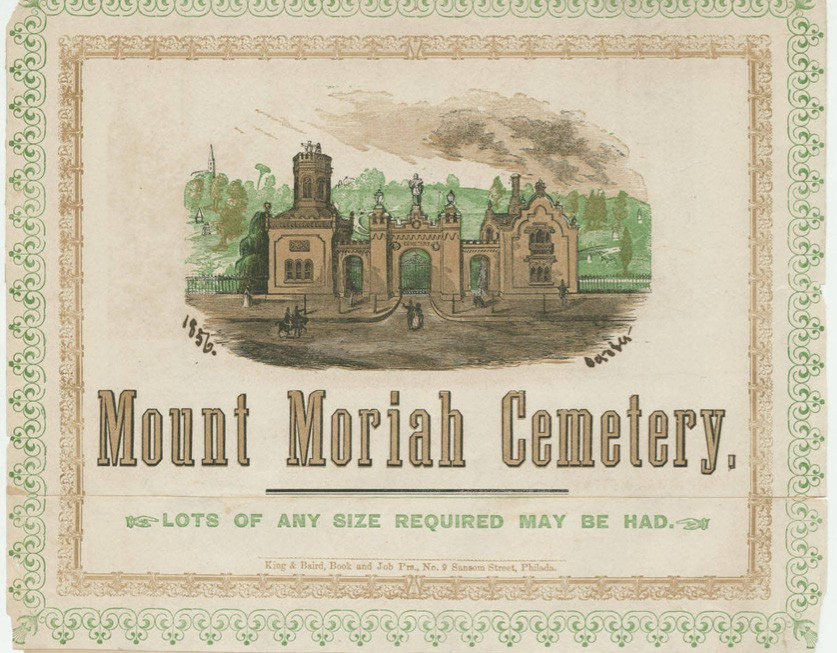 CEMETERY
1856.
Mount Moriah Cemetery.
LOTS OF ANY SIZE REQUIRED MAY BE HAD.
King & Baird, Book and Job Prs., No. 9 Sansom Street, Philada.